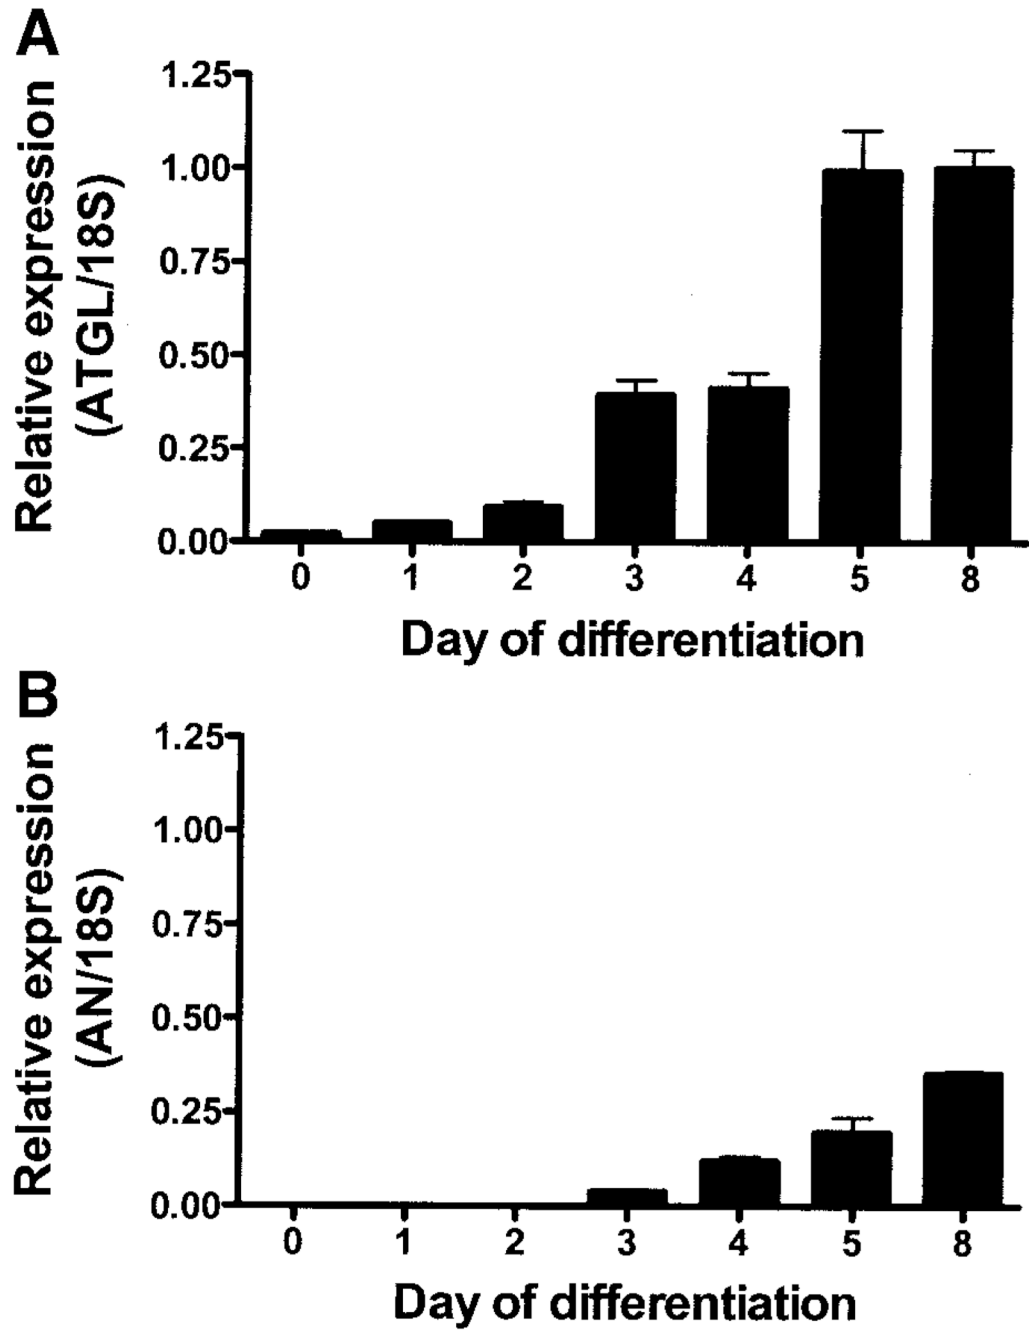 A
Relative expression
(ATGL/18S)
1.25
1.00
0.75
0.50
0.25
0.00
0 1 2 3 4 5 8
Day of differentiation
B
Relative expression
(AN/18S)
1.25
1.00
0.75
0.50
0.25
0.00
0 1 2 3 4 5 8
Day of differentiation